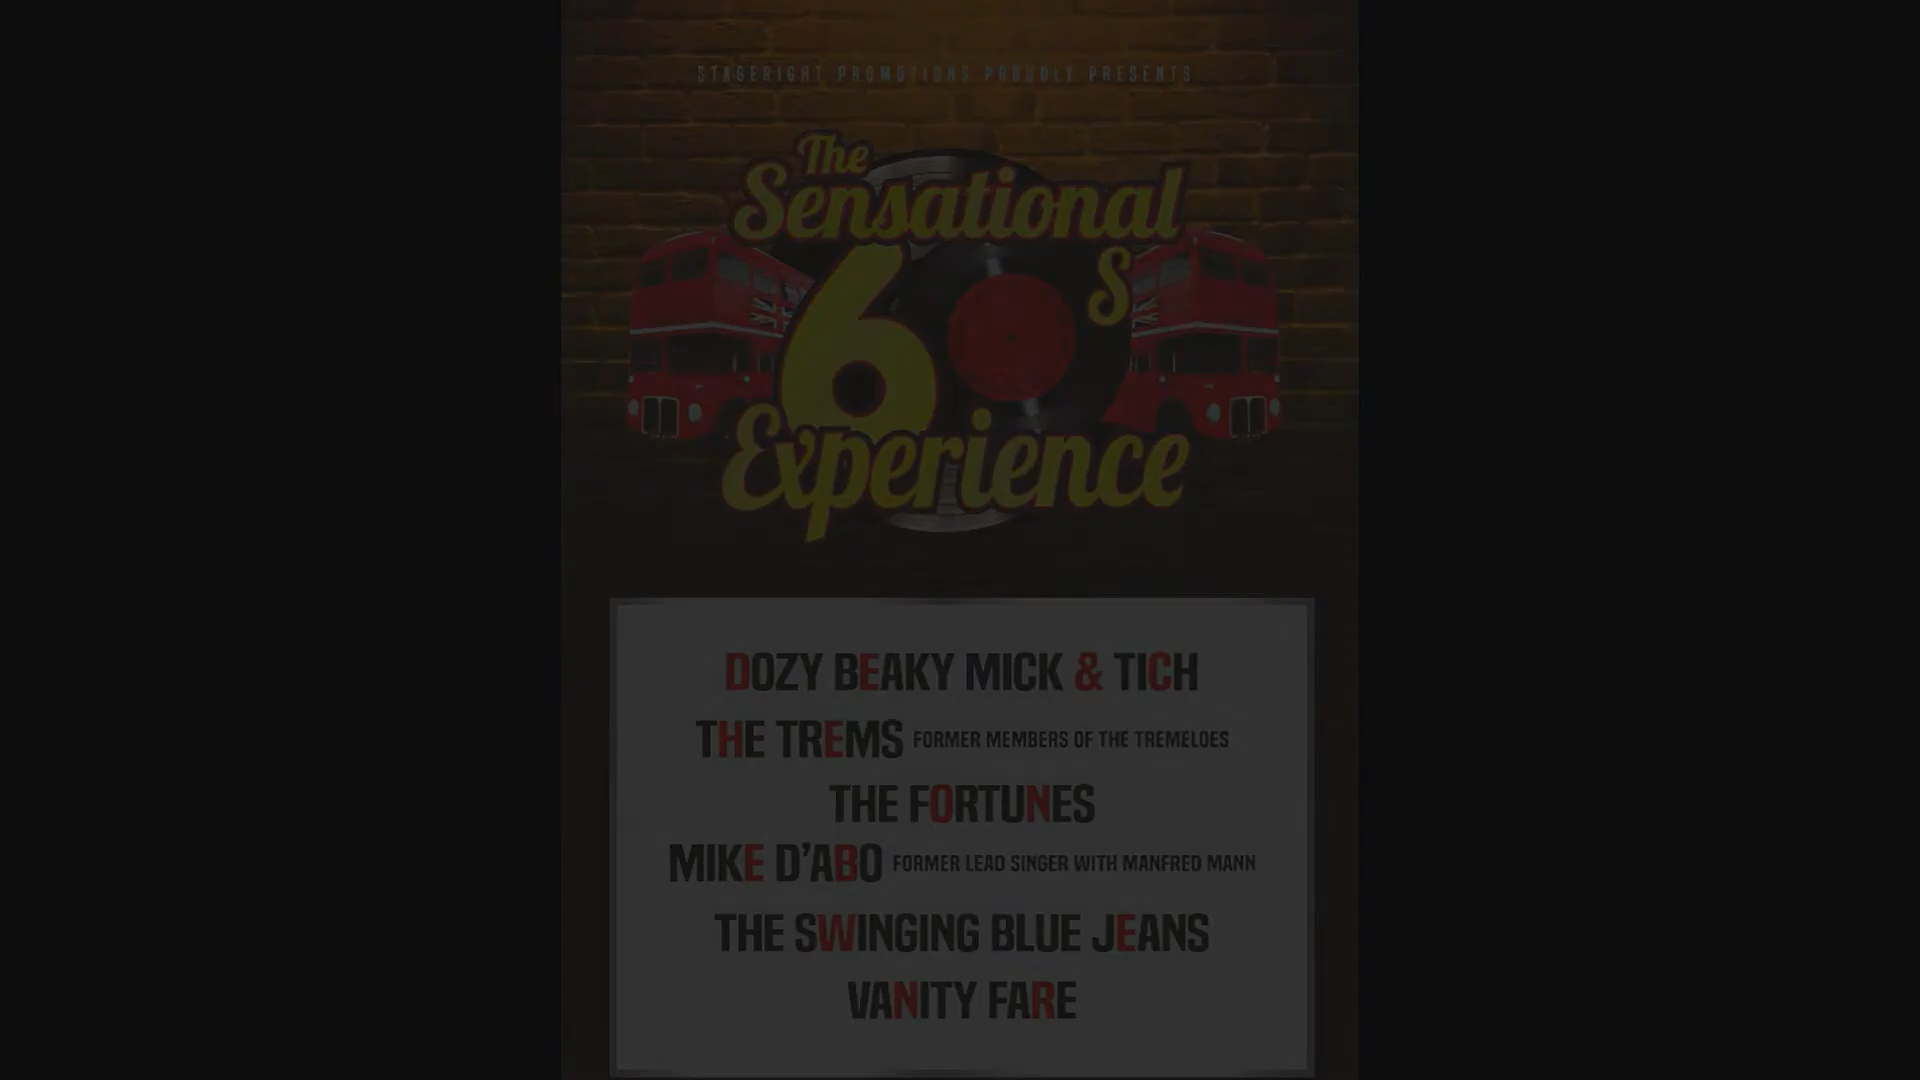 STAGERIGHT PROMOTIONS PROUDLY PRESENTS
The
Sensational
60s
Experience
DOZY BEAKY MICK & TICH
THE TREMS FORMER MEMBERS OF THE TREMELOES
THE FORTUNES
MIKE D'ABO FORMER LEAD SINGER WITH MANFRED MANN
THE SWINGING BLUE JEANS
VANITY FARE